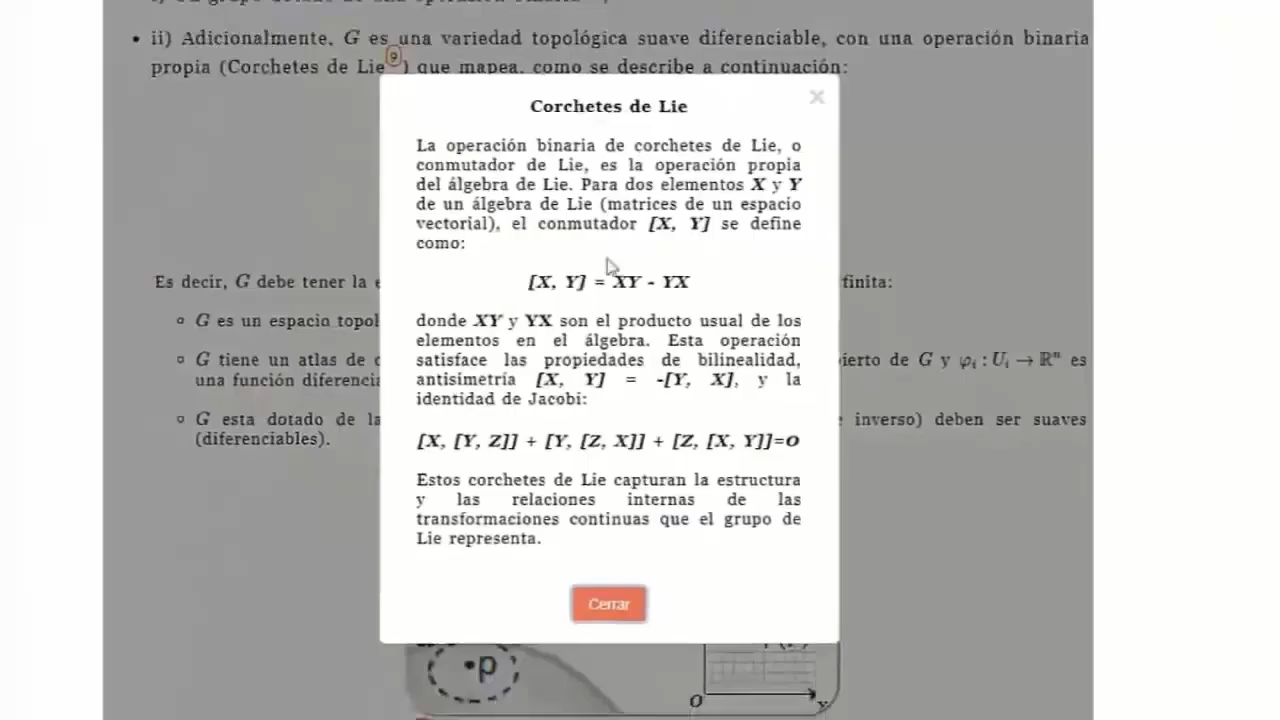 • ii) Adicionalmente, G es una variedad topológica suave diferenciable, con una operación binaria
propia (Corchetes de Lie 9 ) que mapea, como se describe a continuación:
Corchetes de Lie
×
La operación binaria de corchetes de Lie, o
conmutador de Lie, es la operación propia
del álgebra de Lie. Para dos elementos X y Y
de un álgebra de Lie (matrices de un espacio
vectorial), el conmutador [X, Y] se define
como:
[X, Y] = XY - YX
donde XY y YX son el producto usual de los
elementos en el álgebra. Esta operación
satisface las propiedades de bilinealidad,
antisimetría [X, Y] = -[Y, X], y la
identidad de Jacobi:
[X, [Y, Z]] + [Y, [Z, X]] + [Z, [X, Y]]=0
Estos corchetes de Lie capturan la estructura
y las relaciones internas de las
transformaciones continuas que el grupo de
Lie representa.
Cerrar
Es decir, G debe tener la
finita:
G es un espacio topol
G tiene un atlas de
ierto de G y φᵢ : Uᵢ → ℝⁿ es
una función diferencia
G esta dotado de la
inverso) deben ser suaves
(diferenciables).
•p
O